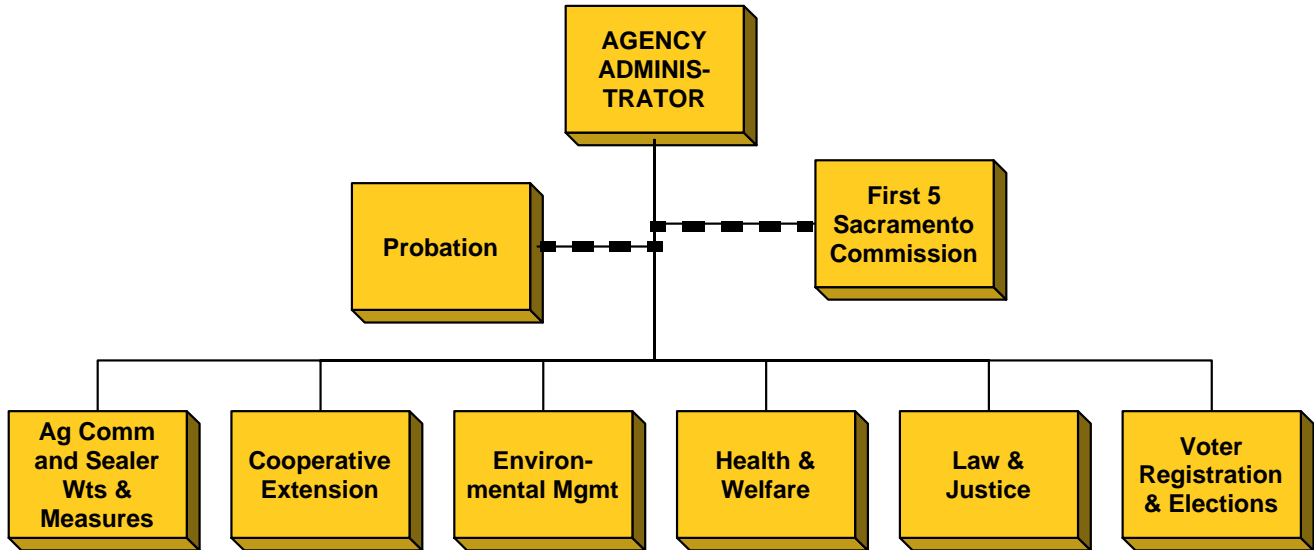 AGENCY
ADMINIS-
TRATOR
Probation
First 5
Sacramento
Commission
Ag Comm
and Sealer
Wts &
Measures
Cooperative
Extension
Environ-
mental Mgmt
Health &
Welfare
Law &
Justice
Voter
Registration
& Elections